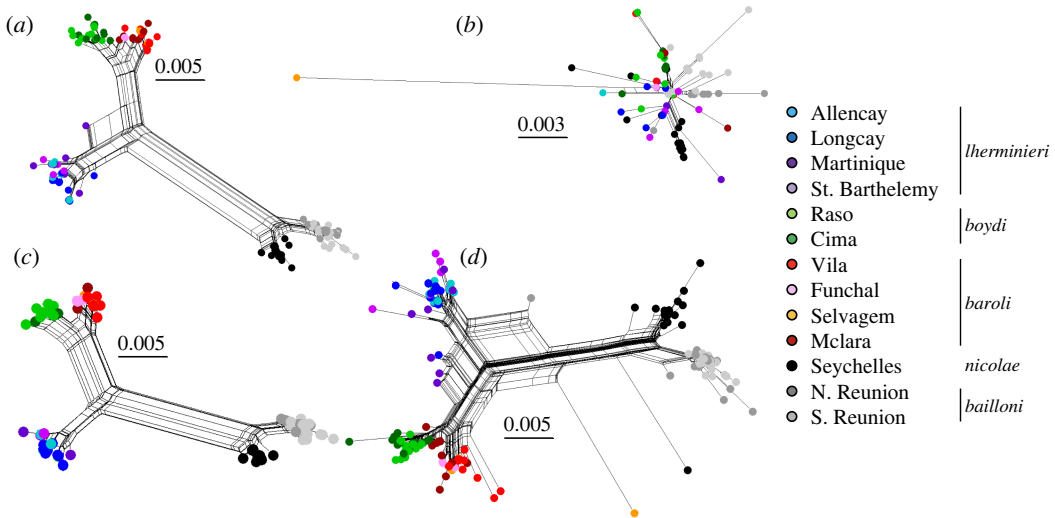 (a)
0.005
(b)
0.003
(c)
0.005
(d)
0.005
Allencay
Longcay
Martinique
St. Barthelemy
lherminieri
Raso
Cima
boydi
Vila
Funchal
Selvagem
Mclara
baroli
Seychelles
nicolae
N. Reunion
S. Reunion
bailloni